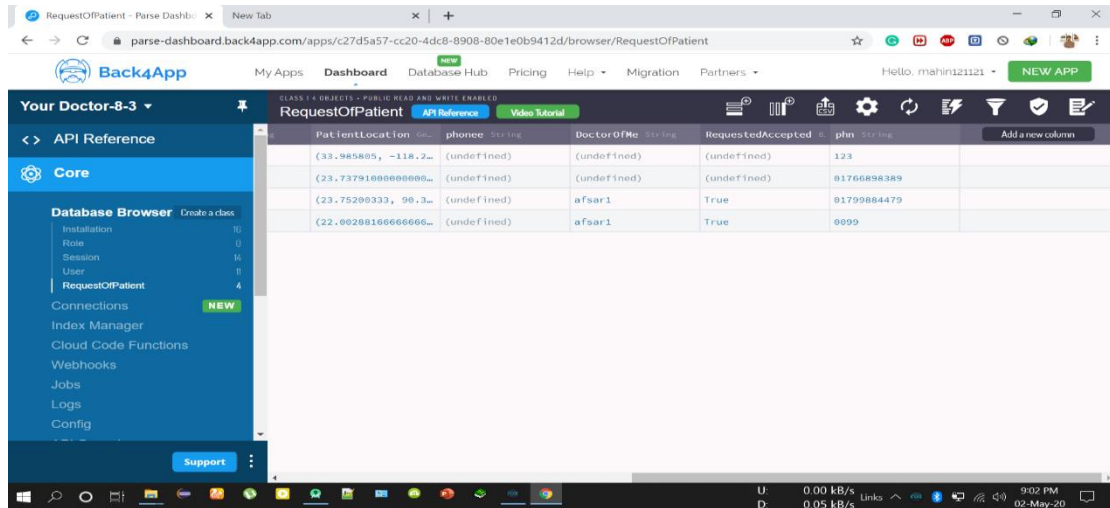 RequestOfPatient - Parse Dashbo
New Tab
parse-dashboard.back4app.com/apps/c27d5a57-cc20-4dc8-8908-80e1e0b9412d/browser/RequestOfPatient
Back4App
My Apps Dashboard Database Hub NEW Pricing Help Migration Partners Hello, mahin121121 NEW APP
Your Doctor-8-3
CLASS | 4 OBJECTS • PUBLIC READ AND WRITE ENABLED
RequestOfPatient API Reference Video Tutorial
API Reference
Core
Database Browser Create a class
Installation 16
Role 0
Session 14
User 11
RequestOfPatient 4
Connections NEW
Index Manager
Cloud Code Functions
Webhooks
Jobs
Logs
Config
Support
PatientLocation Ge... phonee String DoctorOfMe String RequestedAccepted phn String Add a new column
(33.985805, -118.2... (undefined) (undefined) (undefined) 123
(23.73791000000000... (undefined) (undefined) (undefined) 01766898389
(23.75200333, 90.3... (undefined) afsar1 True 01799884479
(22.00288166666666... (undefined) afsar1 True 0099
U: 0.00 kB/s
D: 0.05 kB/s
Links
9:02 PM
02-May-20